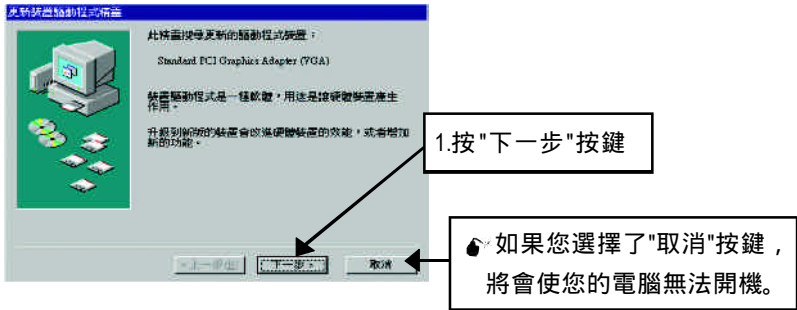 更新裝置驅動程式精靈
此精靈搜尋更新的驅動程式裝置：
Standard PCI Graphics Adapter (VGA)
裝置驅動程式是一種軟體，用途是讓硬體裝置產生
作用。
升級到新版的裝置會改進硬體裝置的效能，或者增加
新的功能。
1.按"下一步"按鍵
如果您選擇了"取消"按鍵，
將會使您的電腦無法開機。
<上一步(B)
下一步 >
取消